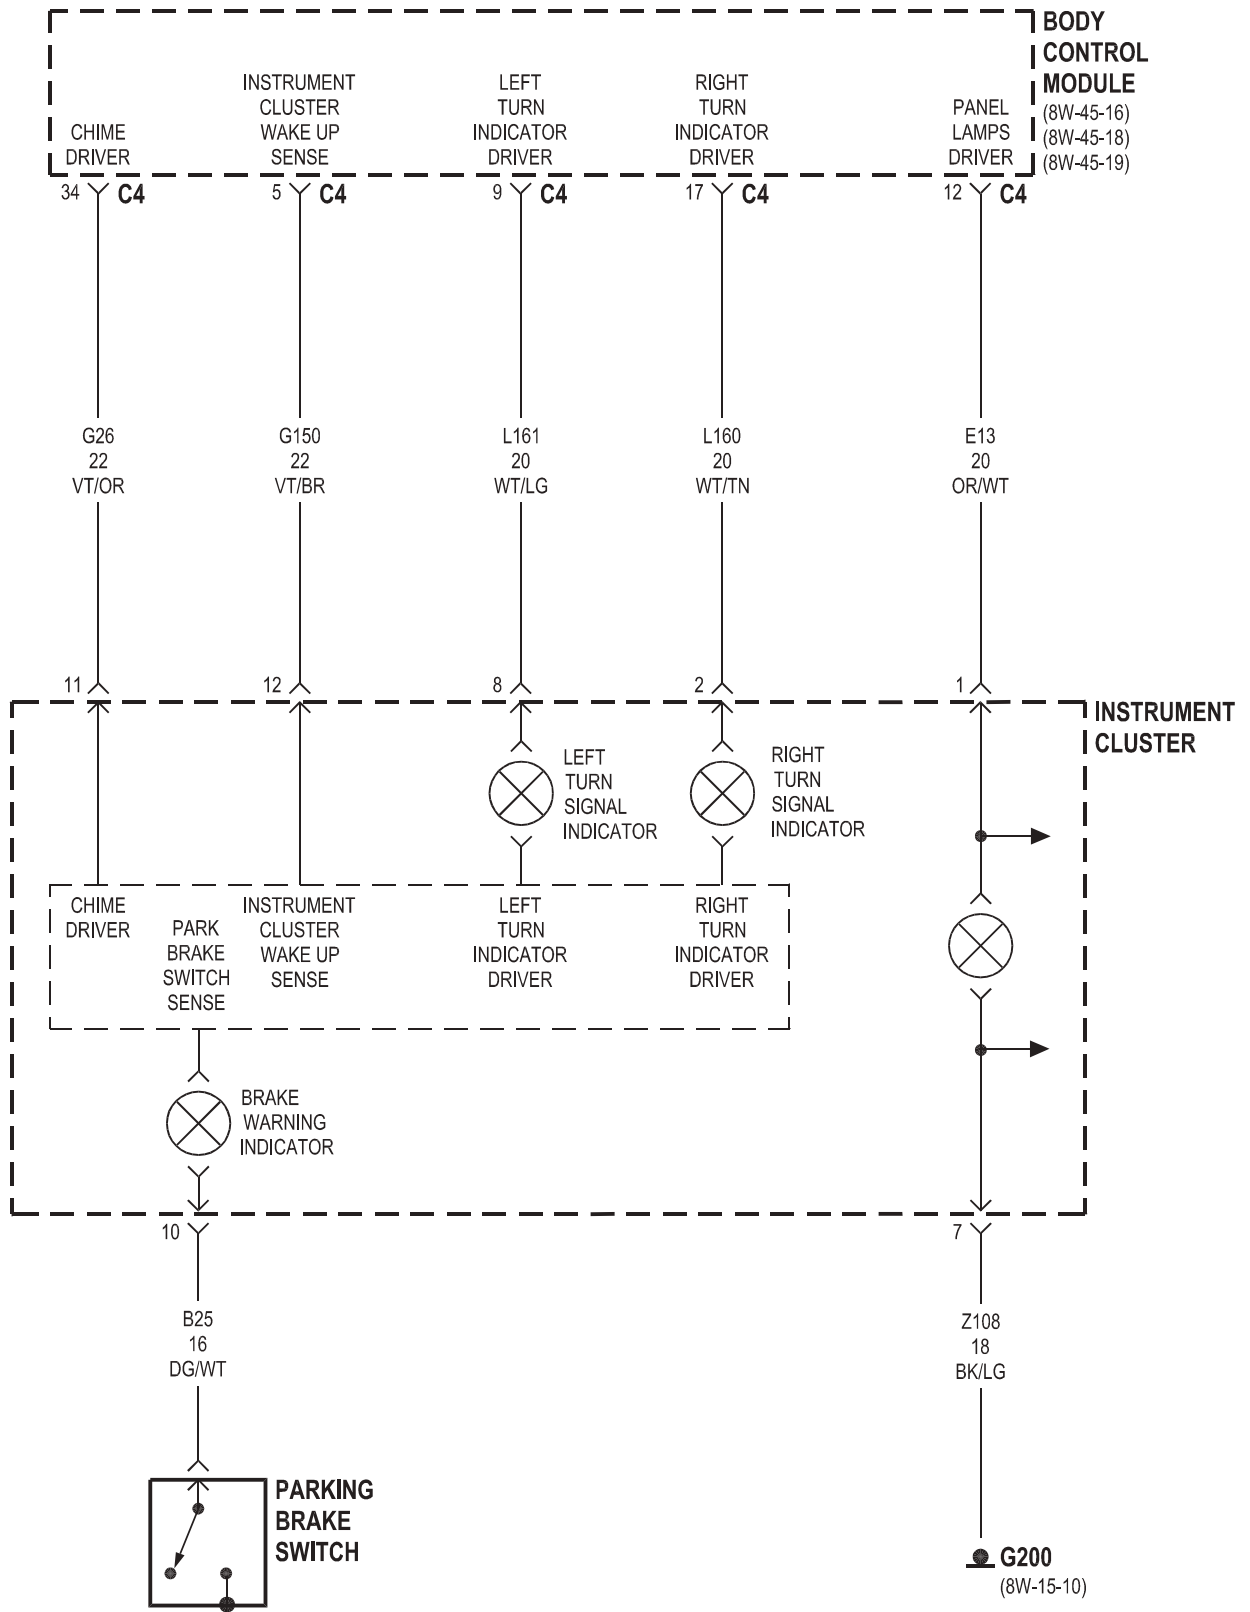 BODY
CONTROL
MODULE
(8W-45-16)
(8W-45-18)
(8W-45-19)
CHIME
DRIVER
INSTRUMENT
CLUSTER
WAKE UP
SENSE
LEFT
TURN
INDICATOR
DRIVER
RIGHT
TURN
INDICATOR
DRIVER
PANEL
LAMPS
DRIVER
34 C4
5 C4
9 C4
17 C4
12 C4
G26
22
VT/OR
G150
22
VT/BR
L161
20
WT/LG
L160
20
WT/TN
E13
20
OR/WT
11
12
8
2
1
INSTRUMENT
CLUSTER
LEFT
TURN
SIGNAL
INDICATOR
RIGHT
TURN
SIGNAL
INDICATOR
CHIME
DRIVER
PARK
BRAKE
SWITCH
SENSE
INSTRUMENT
CLUSTER
WAKE UP
SENSE
LEFT
TURN
INDICATOR
DRIVER
RIGHT
TURN
INDICATOR
DRIVER
BRAKE
WARNING
INDICATOR
10
7
B25
16
DG/WT
Z108
18
BK/LG
PARKING
BRAKE
SWITCH
G200
(8W-15-10)